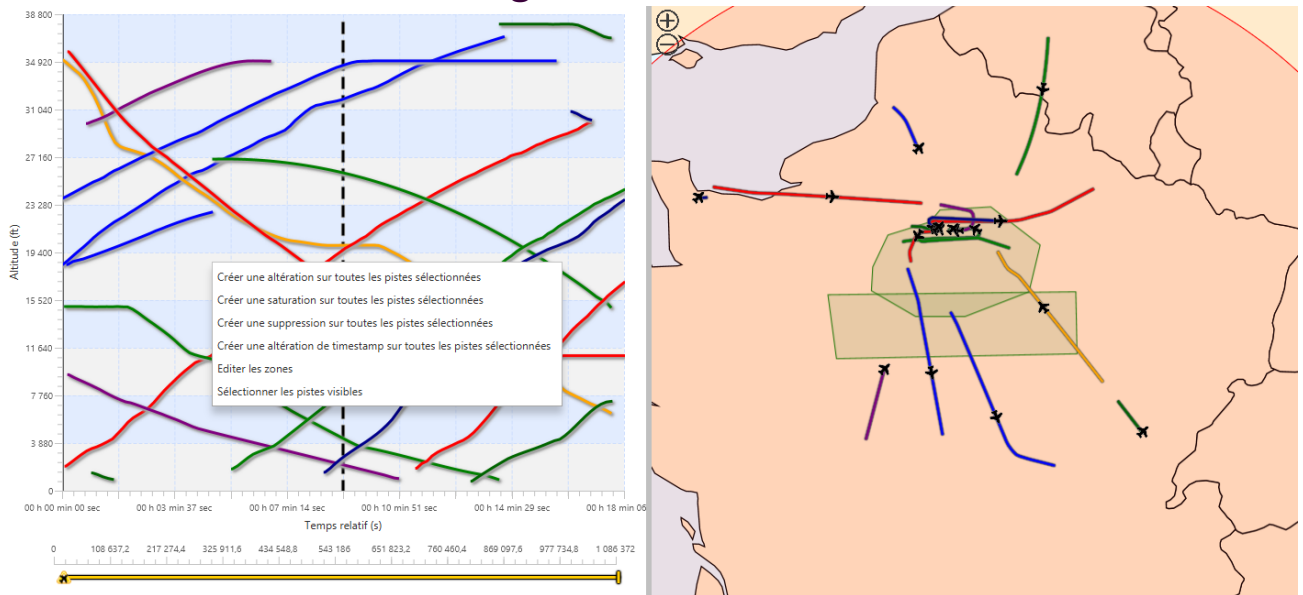 38 800
34 920
31 040
27 160
23 280
19 400
15 520
11 640
7 760
3 880
0
Altitude (ft)
Créer une altération sur toutes les pistes sélectionnées
Créer une saturation sur toutes les pistes sélectionnées
Créer une suppression sur toutes les pistes sélectionnées
Créer une altération de timestamp sur toutes les pistes sélectionnées
Editer les zones
Sélectionner les pistes visibles
00 h 00 min 00 sec 00 h 03 min 37 sec 00 h 07 min 14 sec 00 h 10 min 51 sec 00 h 14 min 29 sec 00 h 18 min 06
Temps relatif (s)
0 108 637,2 217 274,4 325 911,6 434 548,8 543 186 651 823,2 760 460,4 869 097,6 977 734,8 1 086 372